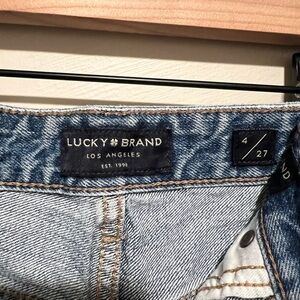 LUCKY BRAND
LOS ANGELES
EST. 1990
4
27